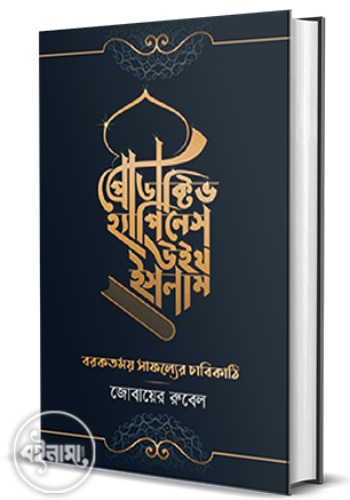 প্রোডাক্টিভ
হ্যাপিনেস
উইথ
ইসলাম
বরকতময় সাফল্যের চাবিকাঠি
জোবায়ের রুবেল
বইনামা